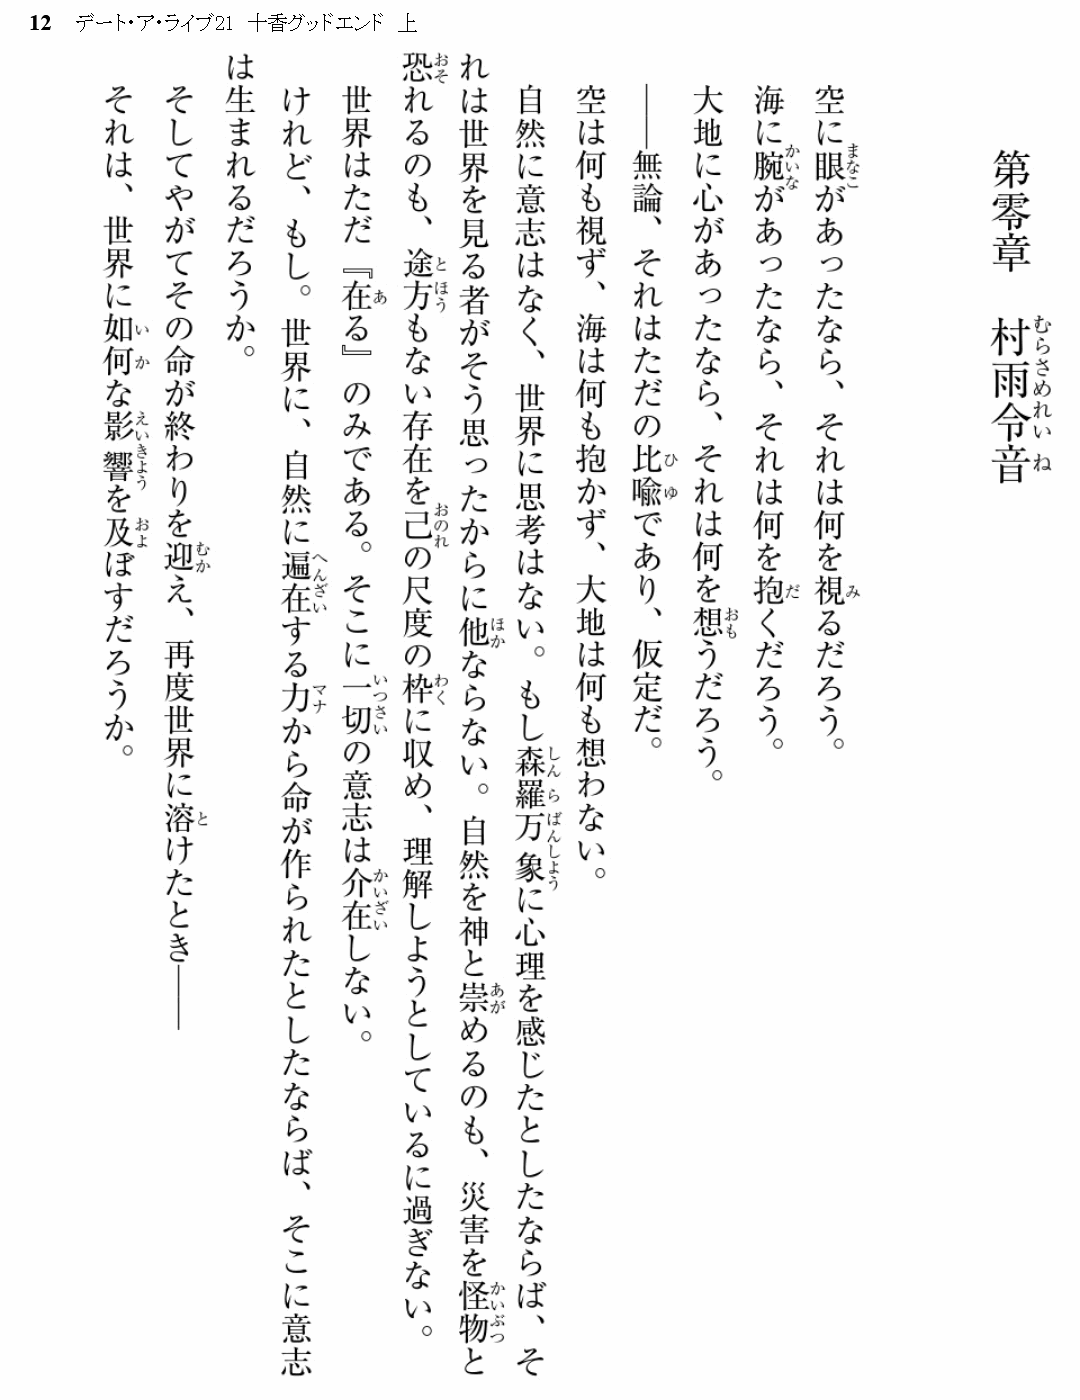 12 デート・ア・ライブ21 十香グッドエンド 上
第零章 村雨令音
空に眼があったなら、それは何を視るだろう。
海に腕があったなら、それは何を抱くだろう。
大地に心があったなら、それは何を想うだろう。
――無論、それはただの比喩であり、仮定だ。
空は何も視ず、海は何も抱かず、大地は何も想わない。
自然に意志はなく、世界に思考はない。もし森羅万象に心理を感じたとしたならば、そ
れは世界を見る者がそう思ったからに他ならない。自然を神と崇めるのも、災害を怪物と
恐れるのも、途方もない存在を己の尺度の枠に収め、理解しようとしているに過ぎない。
世界はただ『在る』のみである。そこに一切の意志は介在しない。
けれど、もし。世界に、自然に遍在する力から命が作られたとしたならば、そこに意志
は生まれるだろうか。
そしてやがてその命が終わりを迎え、再度世界に溶けたとき――
それは、世界に如何な影響を及ぼすだろうか。